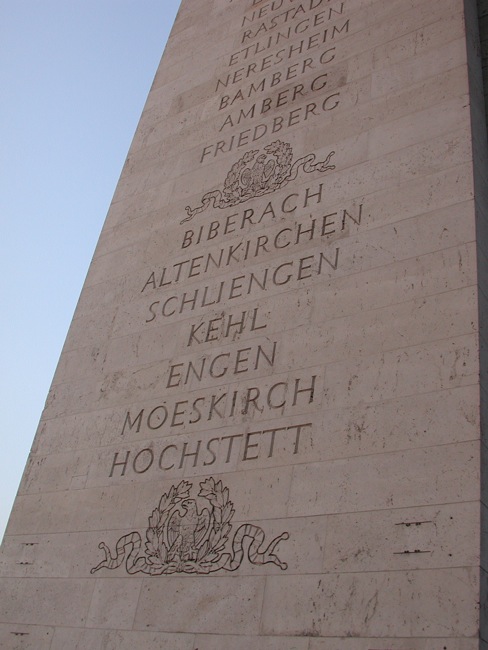 RASTADT
ETLINGEN
NERESHEIM
BAMBERG
AMBERG
FRIEDBERG
BIBERACH
ALTENKIRCHEN
SCHLIENGEN
KEHL
ENGEN
MOESKIRCH
HOCHSTETT